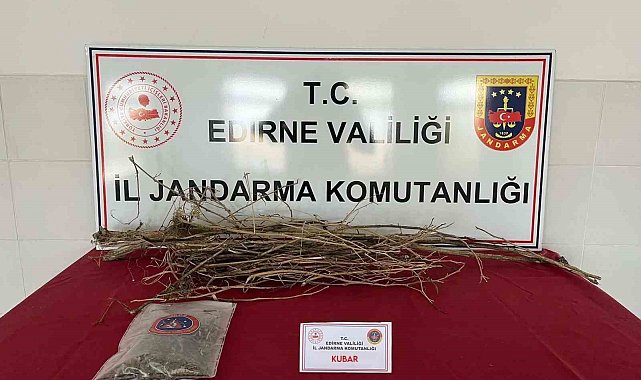 T.C.
EDİRNE VALİLİĞİ
İL JANDARMA KOMUTANLIĞI
JANDARMA
T.C.
EDİRNE VALİLİĞİ
İL JANDARMA KOMUTANLIĞI
KUBAR